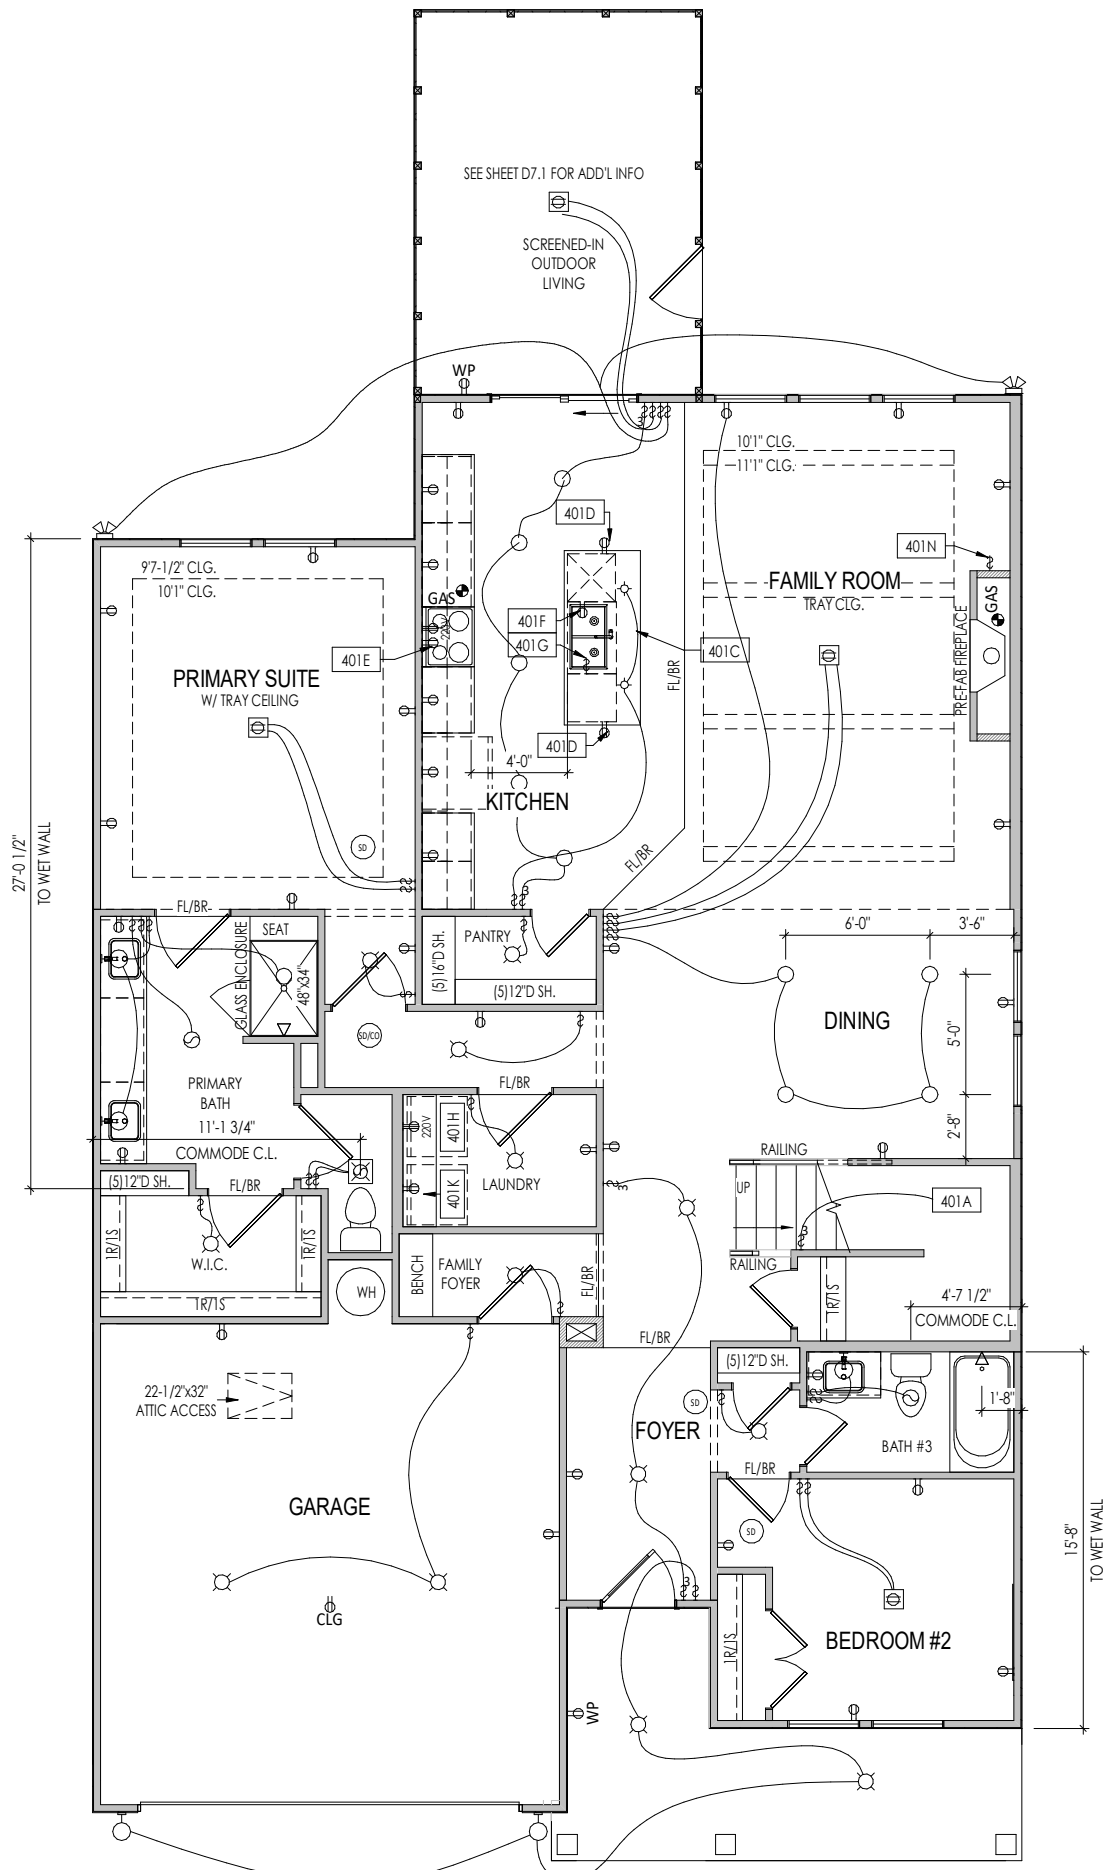 SEE SHEET D7.1 FOR ADD'L INFO
SCREENED-IN
OUTDOOR
LIVING
WP
10'1" CLG.
11'1" CLG.
401D
401N
9'7-1/2" CLG.
10'1" CLG.
FAMILY ROOM
TRAY CLG.
GAS
GAS
220V
401F
401G
401C
401E
FL/BR
PRE-FAB FIREPLACE
PRIMARY SUITE
W/ TRAY CEILING
401D
4'-0"
KITCHEN
SD
FL/BR
27'-0 1/2"
TO WET WALL
FL/BR
SEAT
GLASS ENCLOSURE
48"X34"
(5)16"D SH.
PANTRY
(5)12"D SH.
6'-0"
3'-6"
DINING
5'-0"
2'-8"
SD/CO
FL/BR
PRIMARY
BATH
11'-1 3/4"
COMMODE C.L.
220V
401H
401K
LAUNDRY
RAILING
UP
401A
(5)12"D SH.
FL/BR
1R/1S
1R/1S
W.I.C.
1R/1S
WH
BENCH
FAMILY
FOYER
FL/BR
RAILING
1R/1S
4'-7 1/2"
COMMODE C.L.
FL/BR
(5)12"D SH.
22-1/2"x32"
ATTIC ACCESS
SD
FOYER
1'-8"
BATH #3
FL/BR
GARAGE
SD
15'-8"
TO WET WALL
CLG
1R/1S
BEDROOM #2
WP
3
3
3
3
3